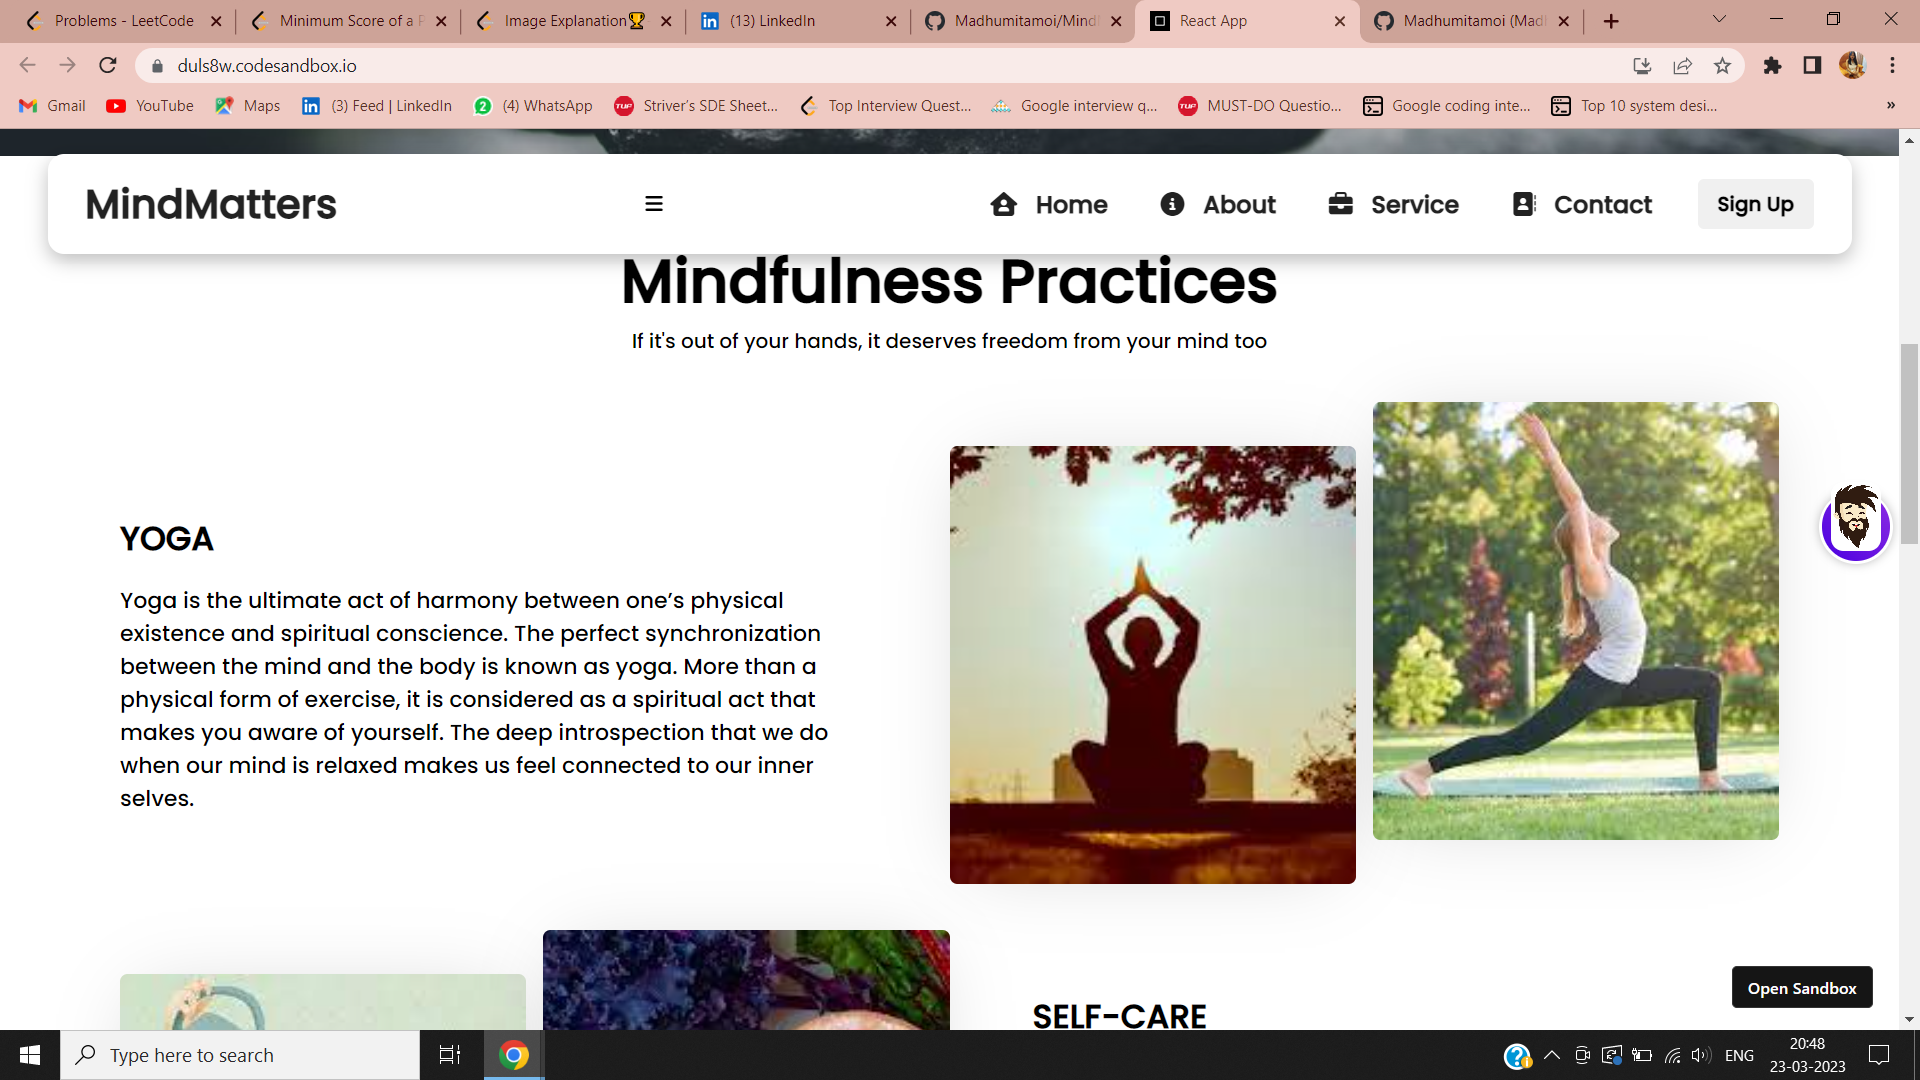 Problems - LeetCode
Minimum Score of a P
Image Explanation🏆
(13) LinkedIn
Madhumitamoi/Mind
React App
Madhumitamoi (Mad
duls8w.codesandbox.io
Gmail
YouTube
Maps
(3) Feed | LinkedIn
(4) WhatsApp
Striver's SDE Sheet...
Top Interview Quest...
Google interview q...
MUST-DO Questio...
Google coding inte...
Top 10 system desi...
»
MindMatters
Home
About
Service
Contact
Sign Up
Mindfulness Practices
If it's out of your hands, it deserves freedom from your mind too
YOGA
Yoga is the ultimate act of harmony between one's physical
existence and spiritual conscience. The perfect synchronization
between the mind and the body is known as yoga. More than a
physical form of exercise, it is considered as a spiritual act that
makes you aware of yourself. The deep introspection that we do
when our mind is relaxed makes us feel connected to our inner
selves.
SELF-CARE
Open Sandbox
Type here to search
ENG
20:48
23-03-2023